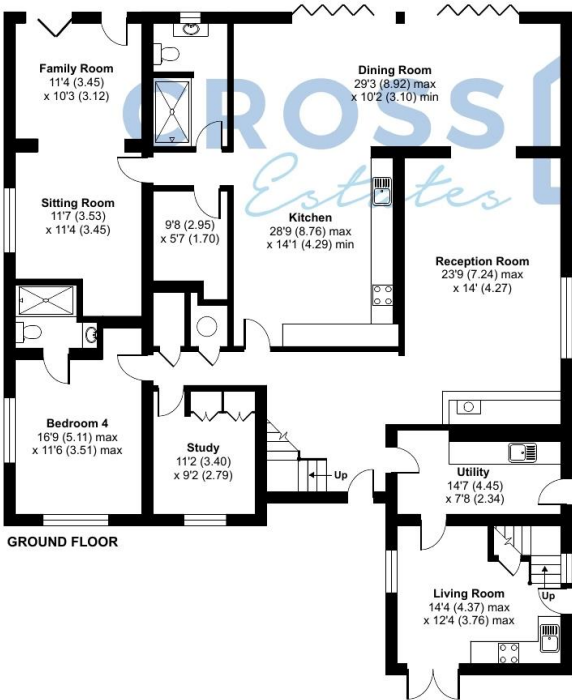 Family Room
11'4 (3.45)
x 10'3 (3.12)
Dining Room
29'3 (8.92) max
x 10'2 (3.10) min
CROSS
Estates
Sitting Room
11'7 (3.53)
x 11'4 (3.45)
9'8 (2.95)
x 5'7 (1.70)
Kitchen
28'9 (8.76) max
x 14'1 (4.29) min
Reception Room
23'9 (7.24) max
x 14' (4.27)
Bedroom 4
16'9 (5.11) max
x 11'6 (3.51) max
Study
11'2 (3.40)
x 9'2 (2.79)
Up
Utility
14'7 (4.45)
x 7'8 (2.34)
GROUND FLOOR
Living Room
14'4 (4.37) max
x 12'4 (3.76) max
Up